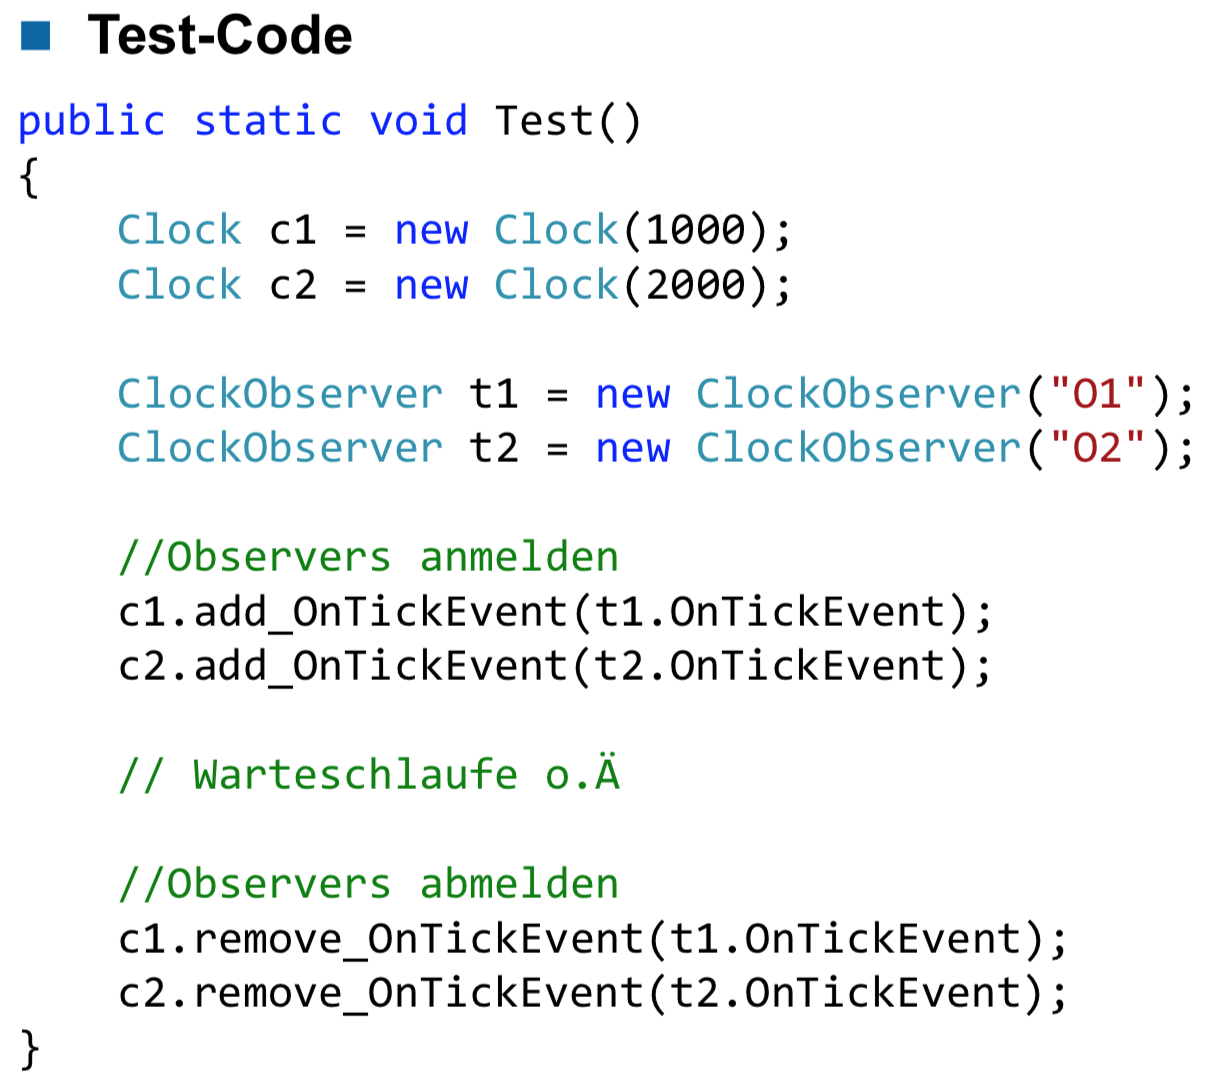 Test-Code
public static void Test()
{
    Clock c1 = new Clock(1000);
    Clock c2 = new Clock(2000);

    ClockObserver t1 = new ClockObserver("O1");
    ClockObserver t2 = new ClockObserver("O2");

    //Observers anmelden
    c1.add_OnTickEvent(t1.OnTickEvent);
    c2.add_OnTickEvent(t2.OnTickEvent);

    // Warteschlaufe o.Ä

    //Observers abmelden
    c1.remove_OnTickEvent(t1.OnTickEvent);
    c2.remove_OnTickEvent(t2.OnTickEvent);
}